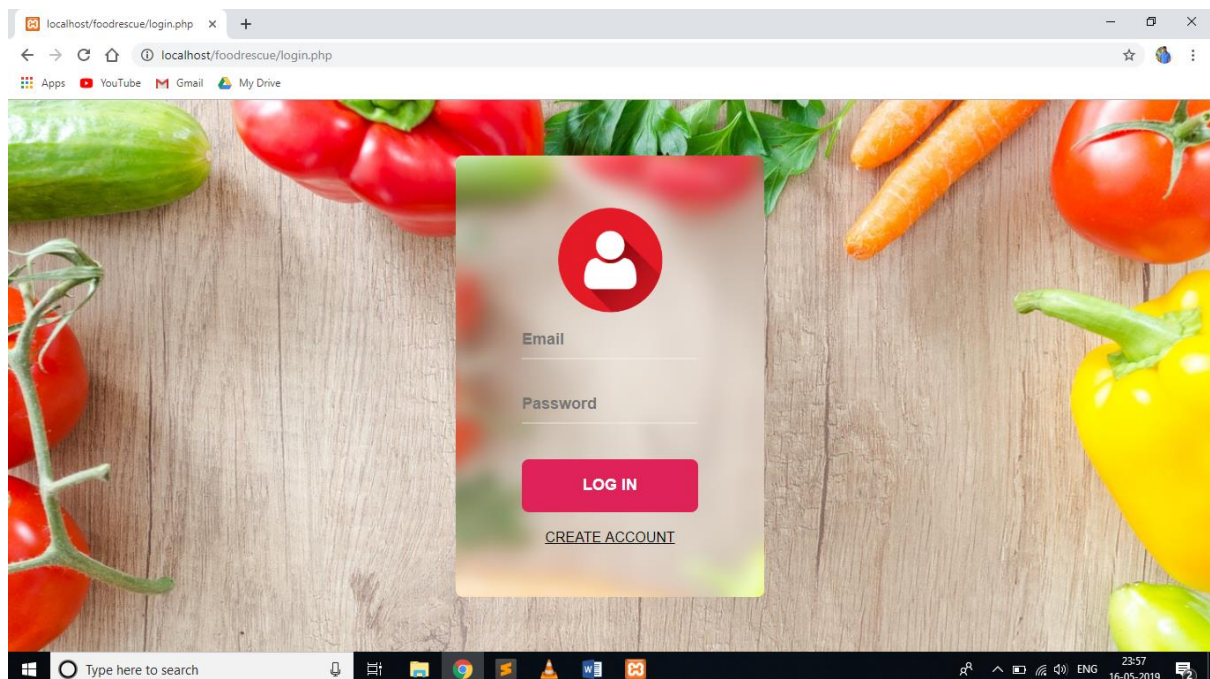 localhost/foodrescue/login.php
localhost/foodrescue/login.php
Apps YouTube Gmail My Drive
Email
Password
LOG IN
CREATE ACCOUNT
Type here to search
ENG
23:57
16-05-2019
2